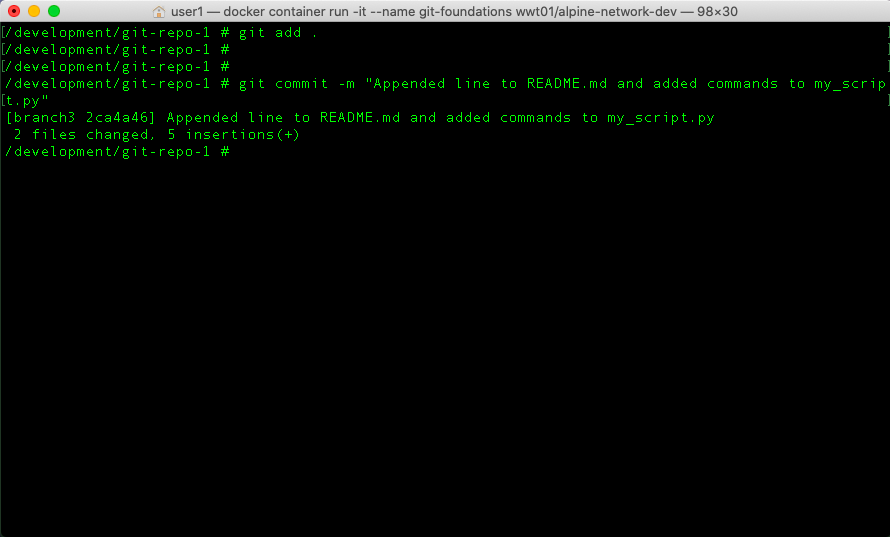 user1 — docker container run -it --name git-foundations wwt01/alpine-network-dev — 98×30
[/development/git-repo-1 # git add .
[/development/git-repo-1 #
[/development/git-repo-1 #
/development/git-repo-1 # git commit -m "Appended line to README.md and added commands to my_scrip
[t.py"
[branch3 2ca4a46] Appended line to README.md and added commands to my_script.py
 2 files changed, 5 insertions(+)
/development/git-repo-1 #